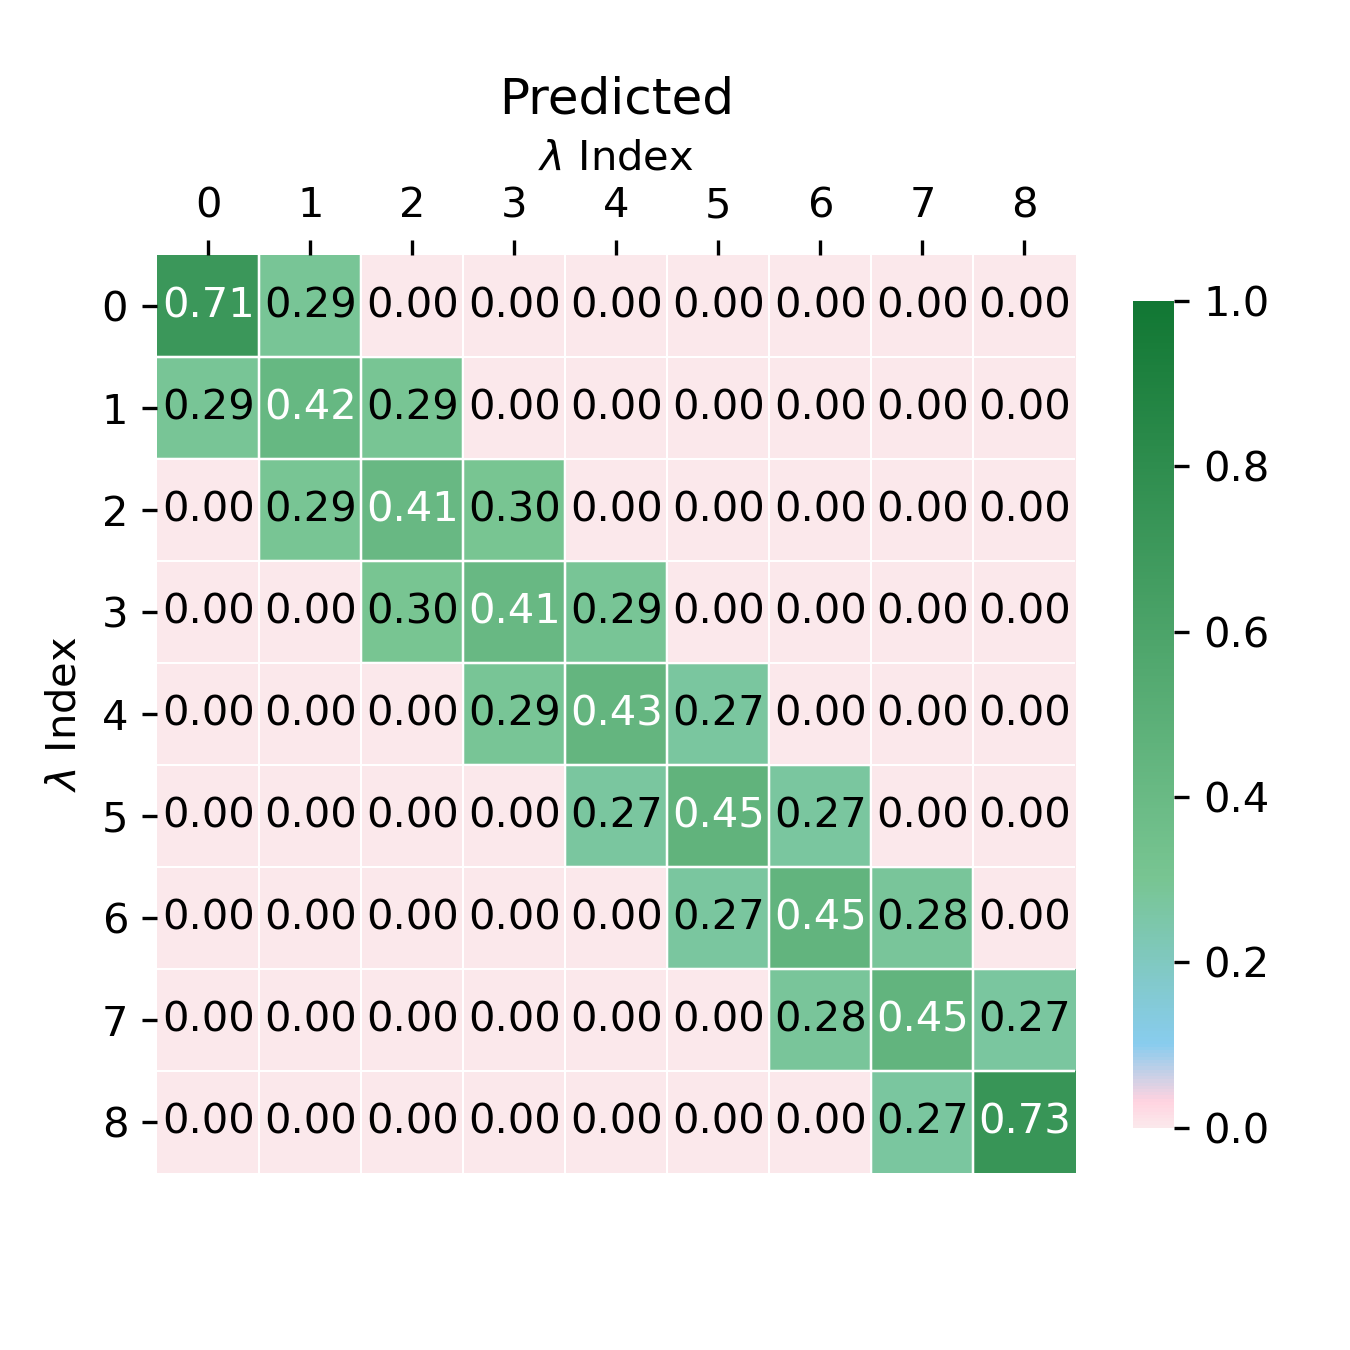 Predicted
λ Index
0 1 2 3 4 5 6 7 8
0 0.71 0.29 0.00 0.00 0.00 0.00 0.00 0.00 0.00
1 0.29 0.42 0.29 0.00 0.00 0.00 0.00 0.00 0.00
2 0.00 0.29 0.41 0.30 0.00 0.00 0.00 0.00 0.00
3 0.00 0.00 0.30 0.41 0.29 0.00 0.00 0.00 0.00
4 0.00 0.00 0.00 0.29 0.43 0.27 0.00 0.00 0.00
5 0.00 0.00 0.00 0.00 0.27 0.45 0.27 0.00 0.00
6 0.00 0.00 0.00 0.00 0.00 0.27 0.45 0.28 0.00
7 0.00 0.00 0.00 0.00 0.00 0.00 0.28 0.45 0.27
8 0.00 0.00 0.00 0.00 0.00 0.00 0.00 0.27 0.73
λ Index
1.0
0.8
0.6
0.4
0.2
0.0